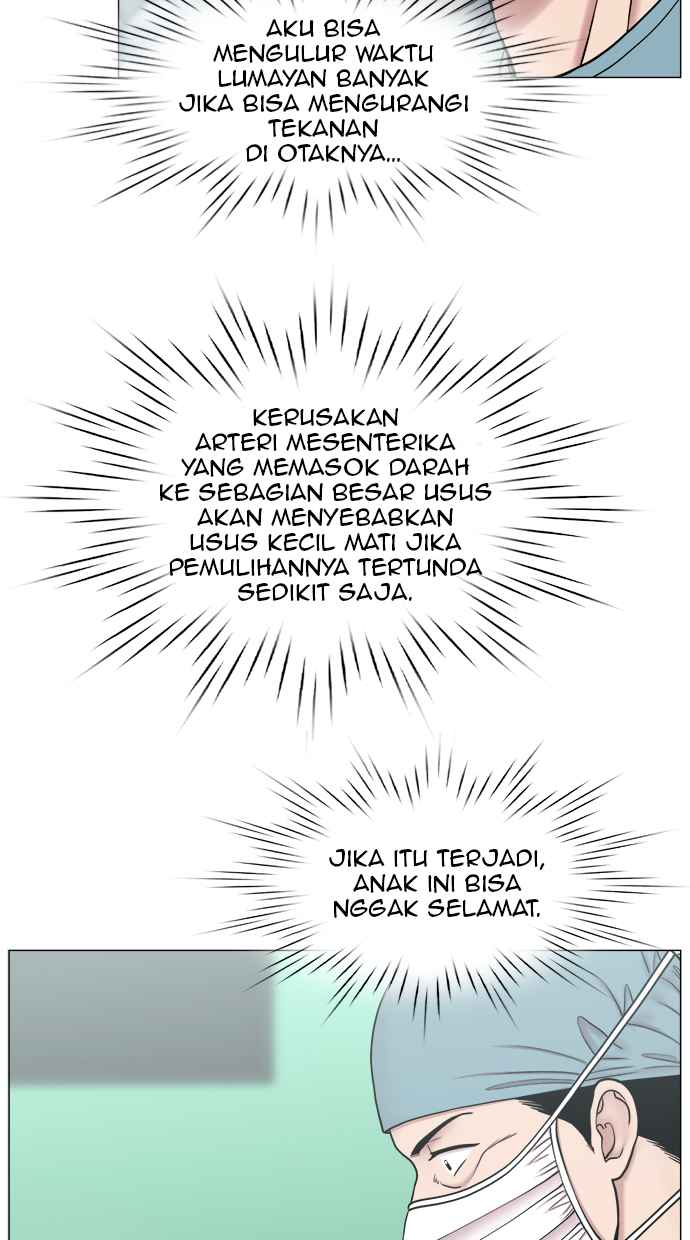 AKU BISA
MENGULUR WAKTU
LUMAYAN BANYAK
JIKA BISA MENGURANGI
TEKANAN
DI OTAKNYA...
KERUSAKAN
ARTERI MESENTERIKA
YANG MEMASOK DARAH
KE SEBAGIAN BESAR USUS
AKAN MENYEBABKAN
USUS KECIL MATI JIKA
PEMULIHANNYA TERTUNDA
SEDIKIT SAJA.
JIKA ITU TERJADI,
ANAK INI BISA
NGGAK SELAMAT.